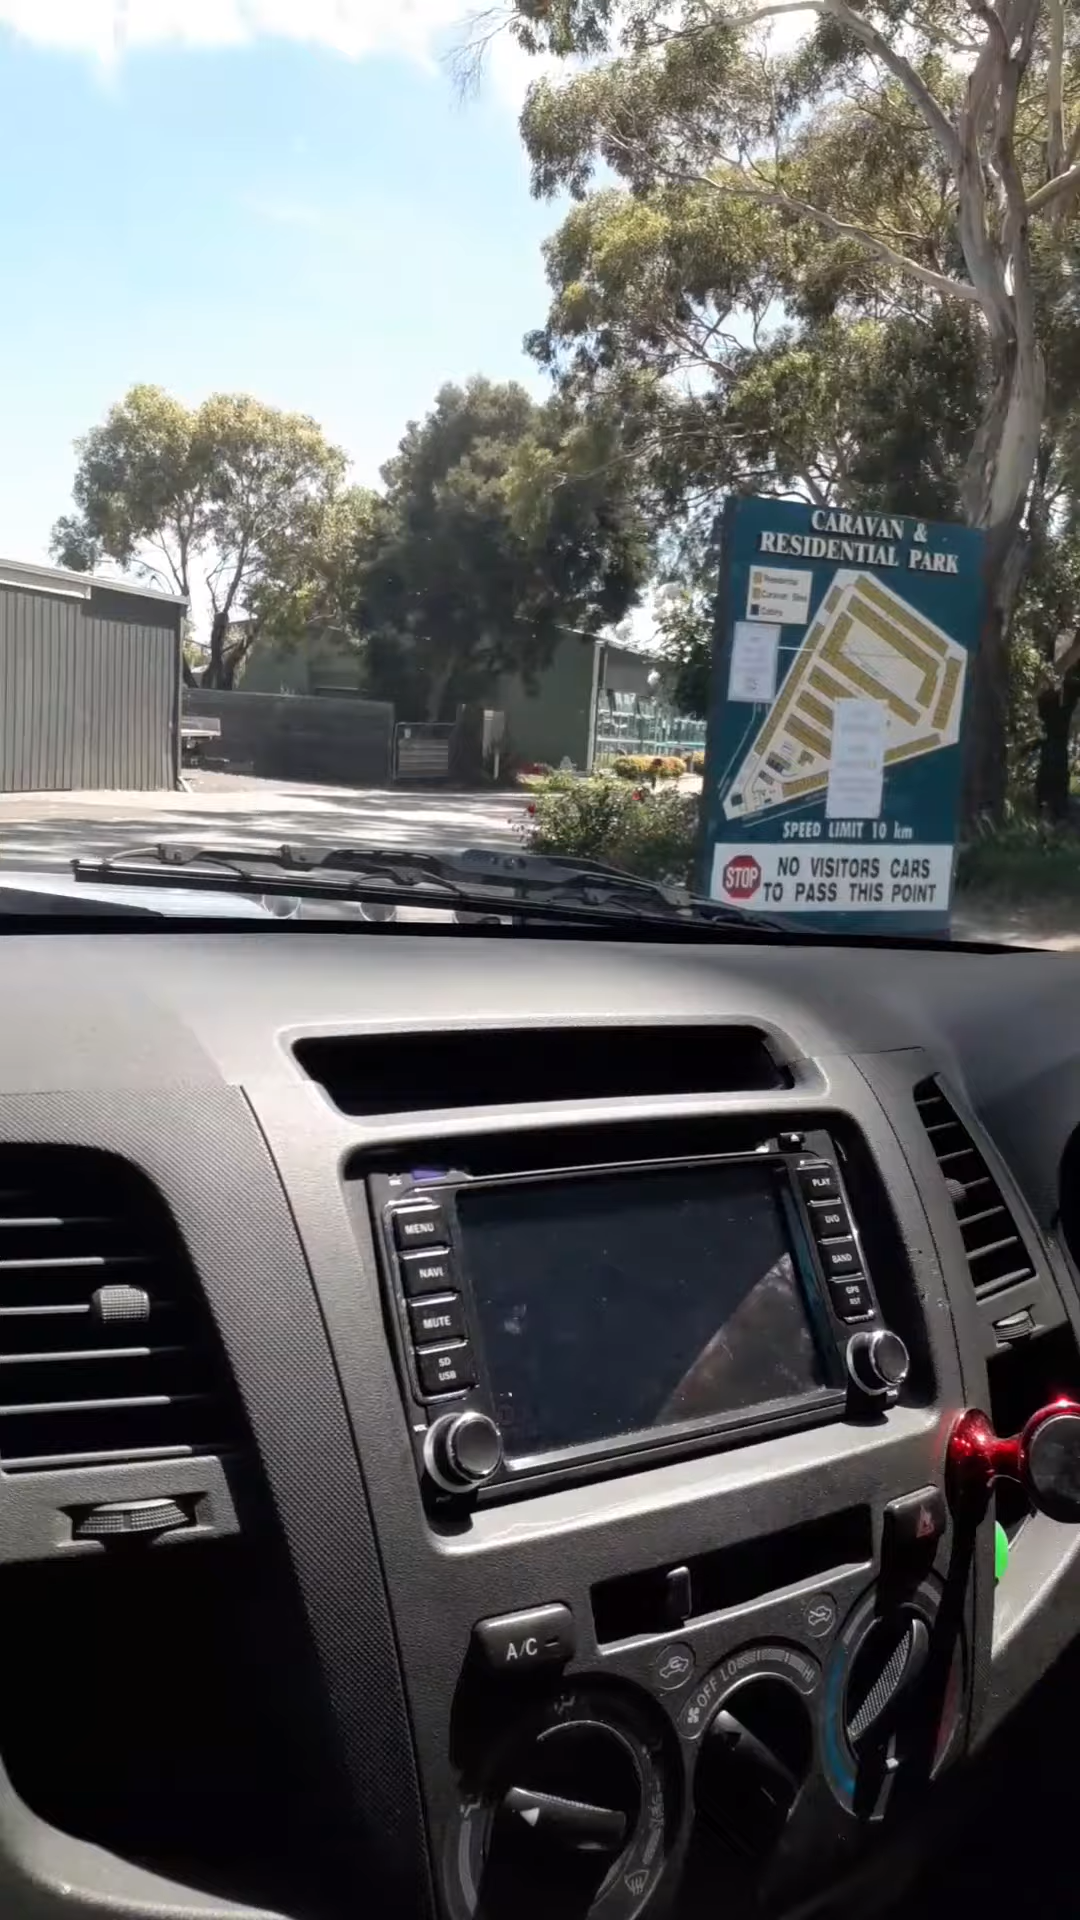 CARAVAN &
RESIDENTIAL PARK
Residential
Caravan Sites
Cabins
SPEED LIMIT 10 km
STOP
NO VISITORS CARS
TO PASS THIS POINT
MENU
NAVI
MUTE
SD
USB
PLAY
DVD
BAND
GPS
RST
A/C
OFF LO
HI